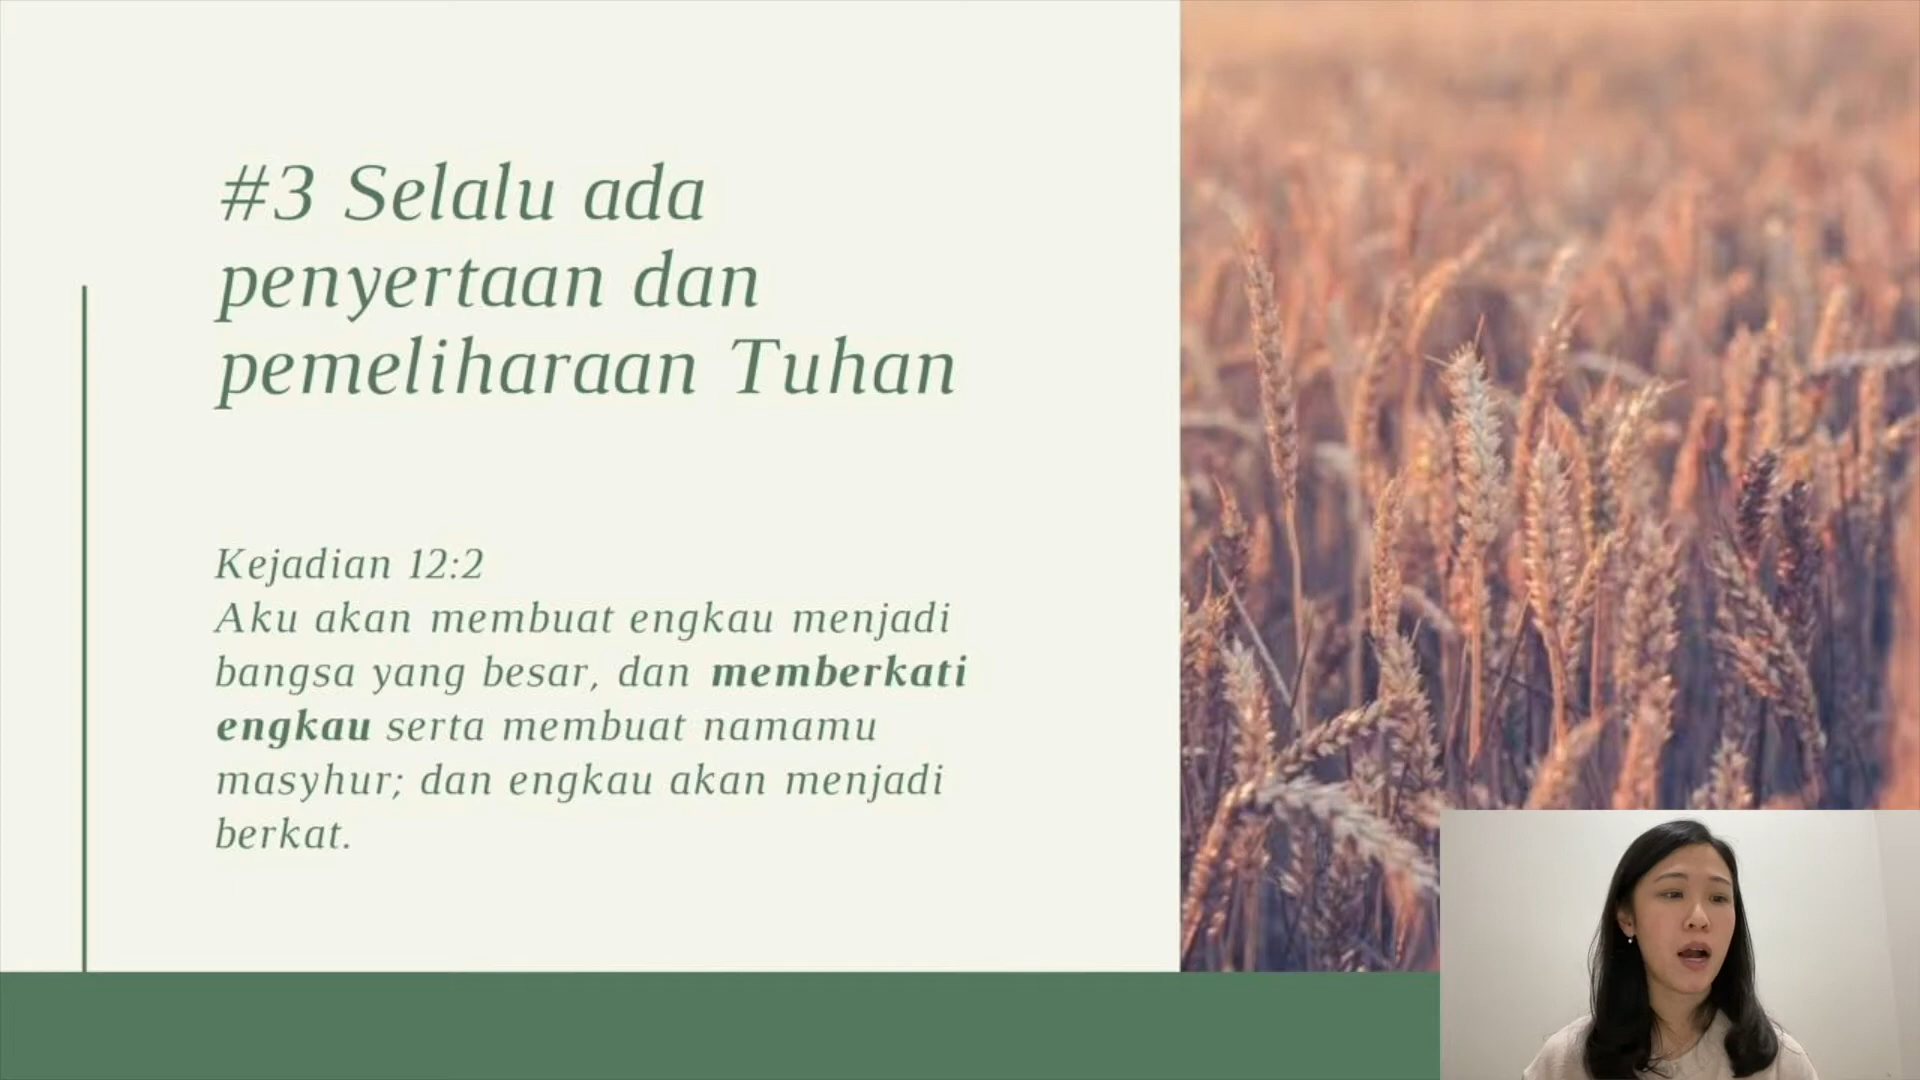 #3 Selalu ada
penyertaan dan
pemeliharaan Tuhan
Kejadian 12:2
Aku akan membuat engkau menjadi
bangsa yang besar, dan memberkati
engkau serta membuat namamu
masyhur; dan engkau akan menjadi
berkat.